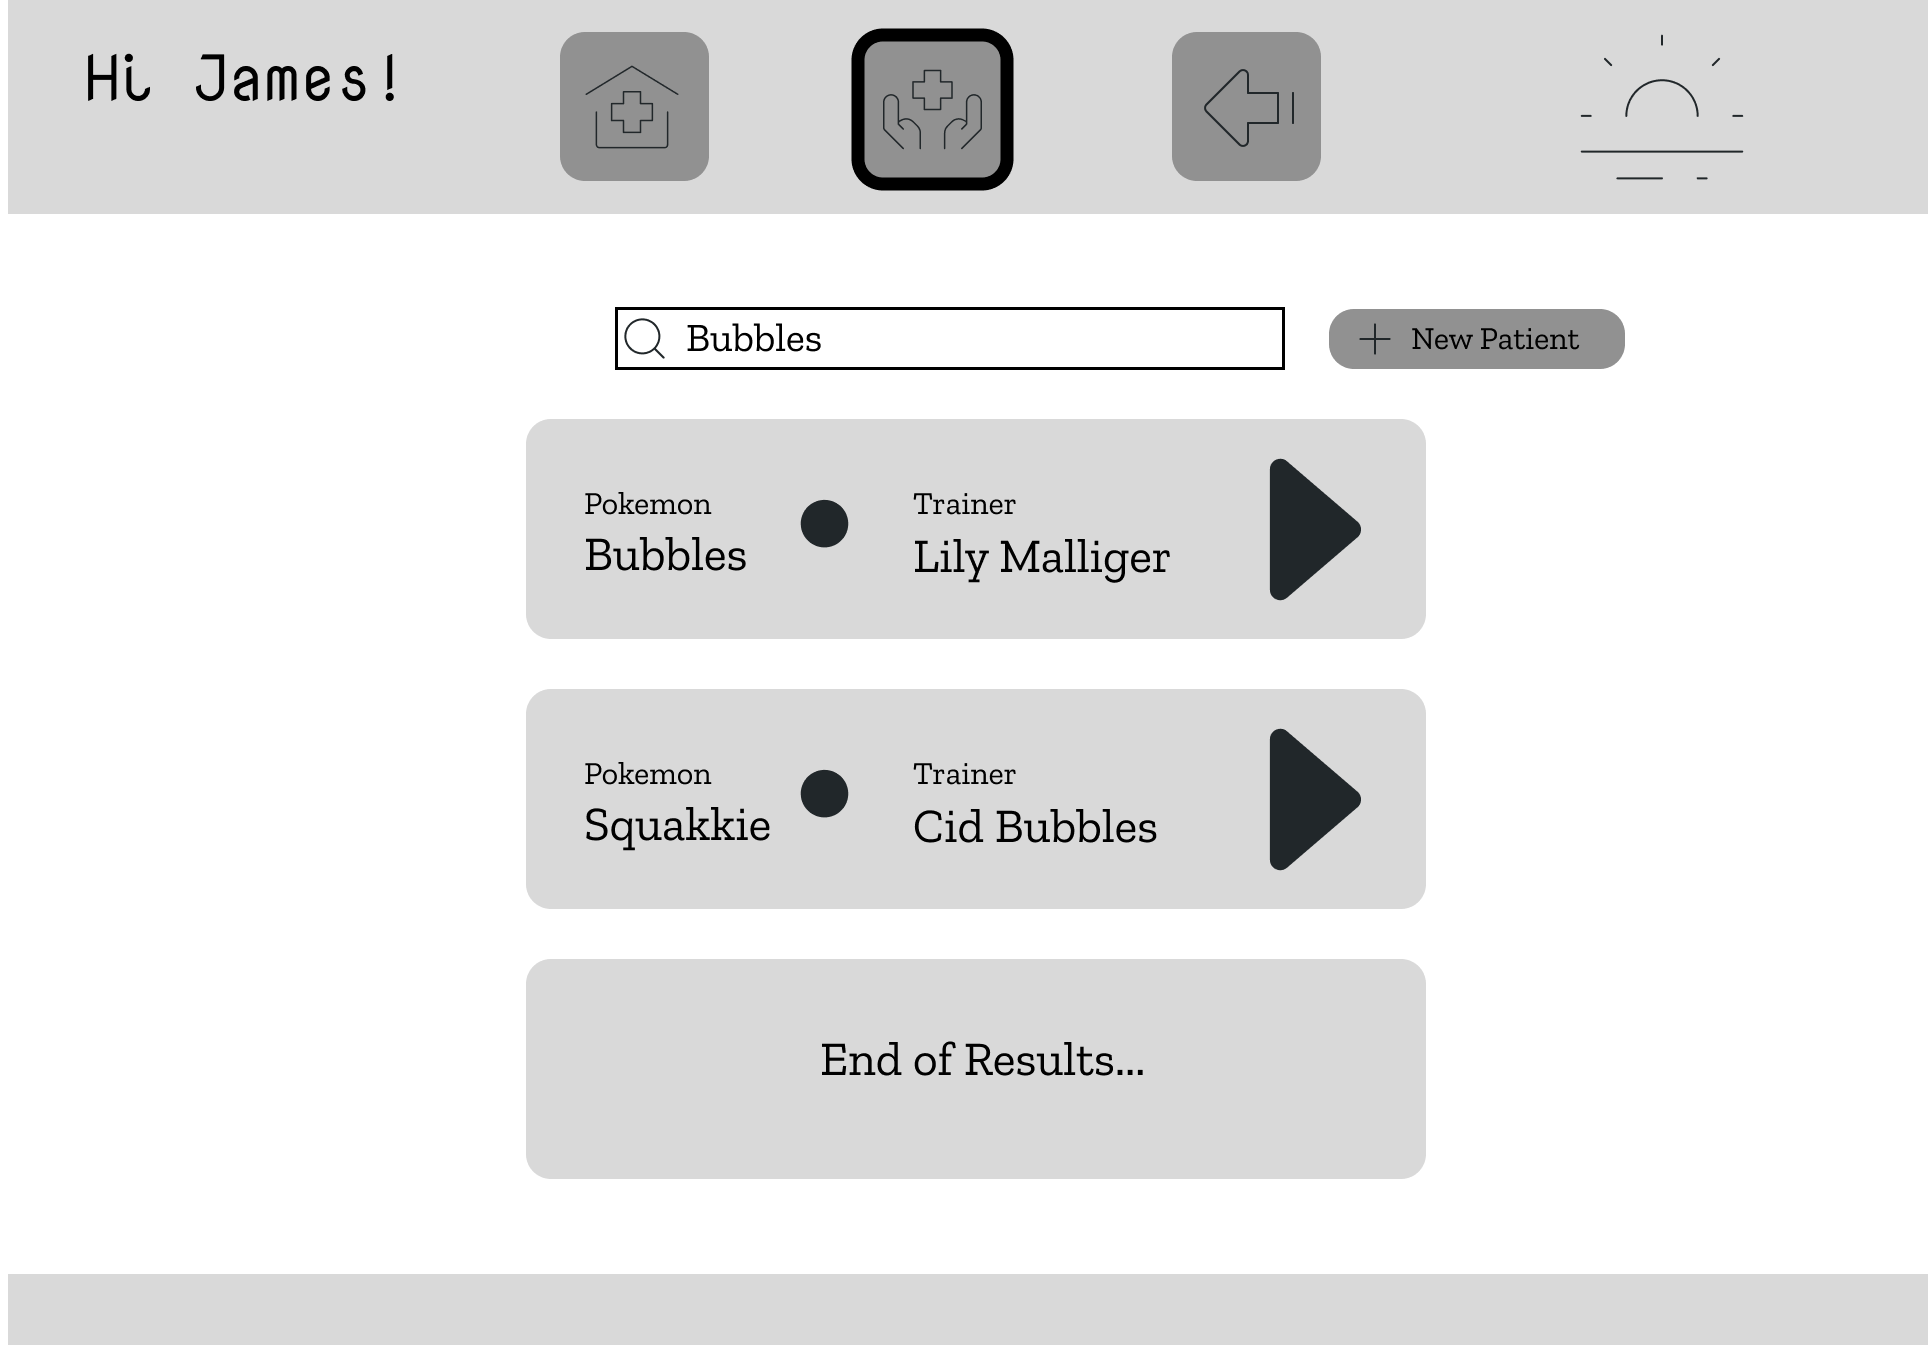 Hi James!
Bubbles
New Patient
Pokemon
Bubbles
Trainer
Lily Malliger
Pokemon
Squakkie
Trainer
Cid Bubbles
End of Results...